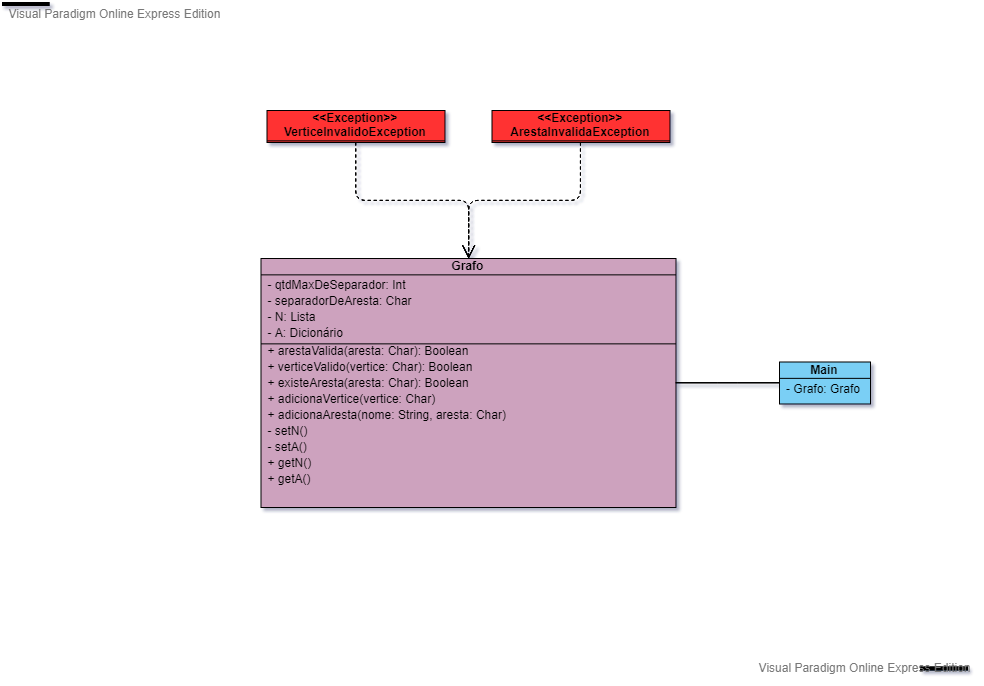 Visual Paradigm Online Express Edition
<<Exception>>
VerticeInvalidoException
<<Exception>>
ArestaInvalidaException
Grafo
- qtdMaxDeSeparador: Int
- separadorDeAresta: Char
- N: Lista
- A: Dicionário
+ arestaValida(aresta: Char): Boolean
+ verticeValido(vertice: Char): Boolean
+ existeAresta(aresta: Char): Boolean
+ adicionaVertice(vertice: Char)
+ adicionaAresta(nome: String, aresta: Char)
- setN()
- setA()
+ getN()
+ getA()
Main
- Grafo: Grafo
Visual Paradigm Online Express Edition